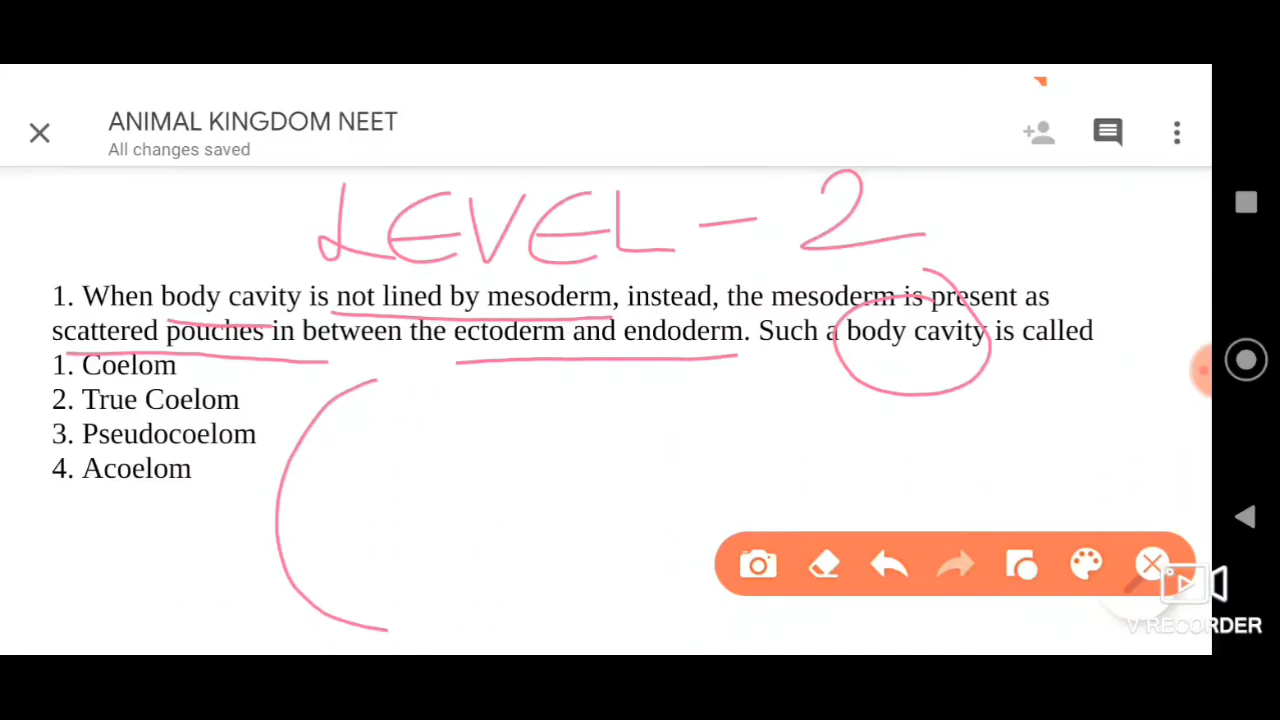 ANIMAL KINGDOM NEET
All changes saved
LEVEL - 2
1. When body cavity is not lined by mesoderm, instead, the mesoderm is present as
scattered pouches in between the ectoderm and endoderm. Such a body cavity is called
1. Coelom
2. True Coelom
3. Pseudocoelom
4. Acoelom
V RECORDER